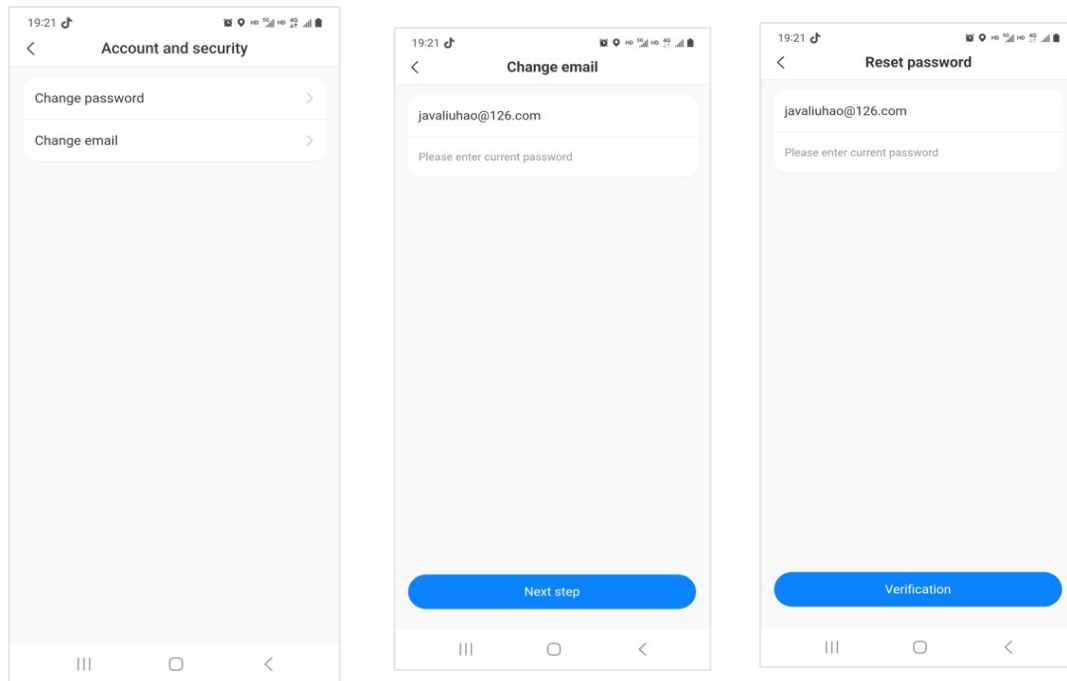 19:21
Account and security
Change password
Change email
19:21
Change email
javaliuhao@126.com
Please enter current password
Next step
19:21
Reset password
javaliuhao@126.com
Please enter current password
Verification